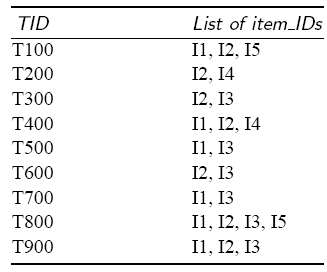 TID List of item_IDs
T100 I1, I2, I5
T200 I2, I4
T300 I2, I3
T400 I1, I2, I4
T500 I1, I3
T600 I2, I3
T700 I1, I3
T800 I1, I2, I3, I5
T900 I1, I2, I3